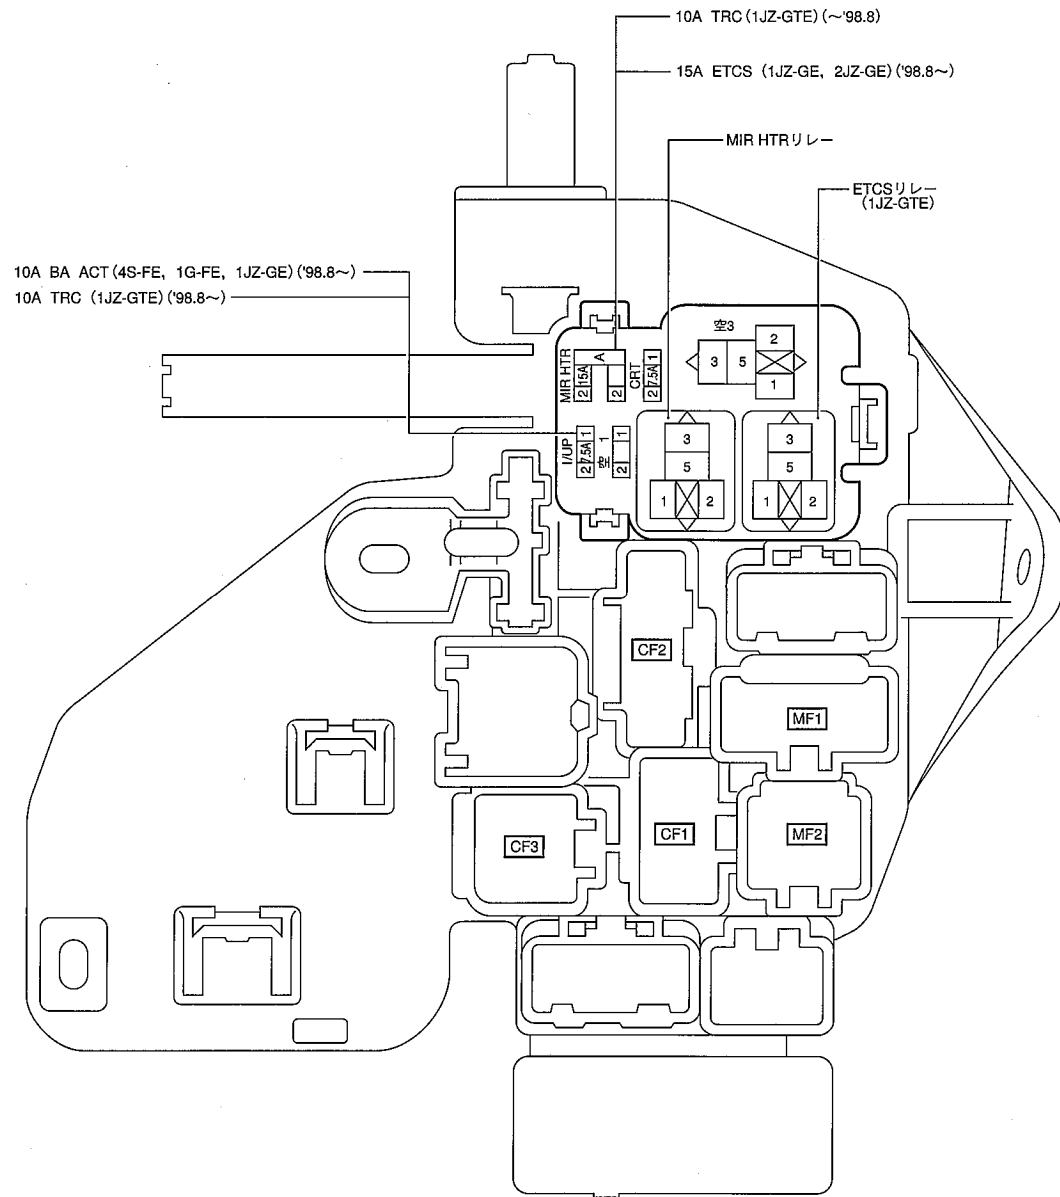 10A TRC (1JZ-GTE) (～'98.8)
15A ETCS (1JZ-GE, 2JZ-GE) ('98.8～)
MIR HTRリレー
ETCSリレー
(1JZ-GTE)
10A BA ACT (4S-FE, 1G-FE, 1JZ-GE) ('98.8～)
10A TRC (1JZ-GTE) ('98.8～)
空3
2
3 5
1
MIR HTR
2 15A
A
2
CRT
2 7.5A 1
I/UP
2 7.5A 1
空 1
2 1
3
5
1 2
3
5
1 2
CF2
MF1
CF3
CF1
MF2